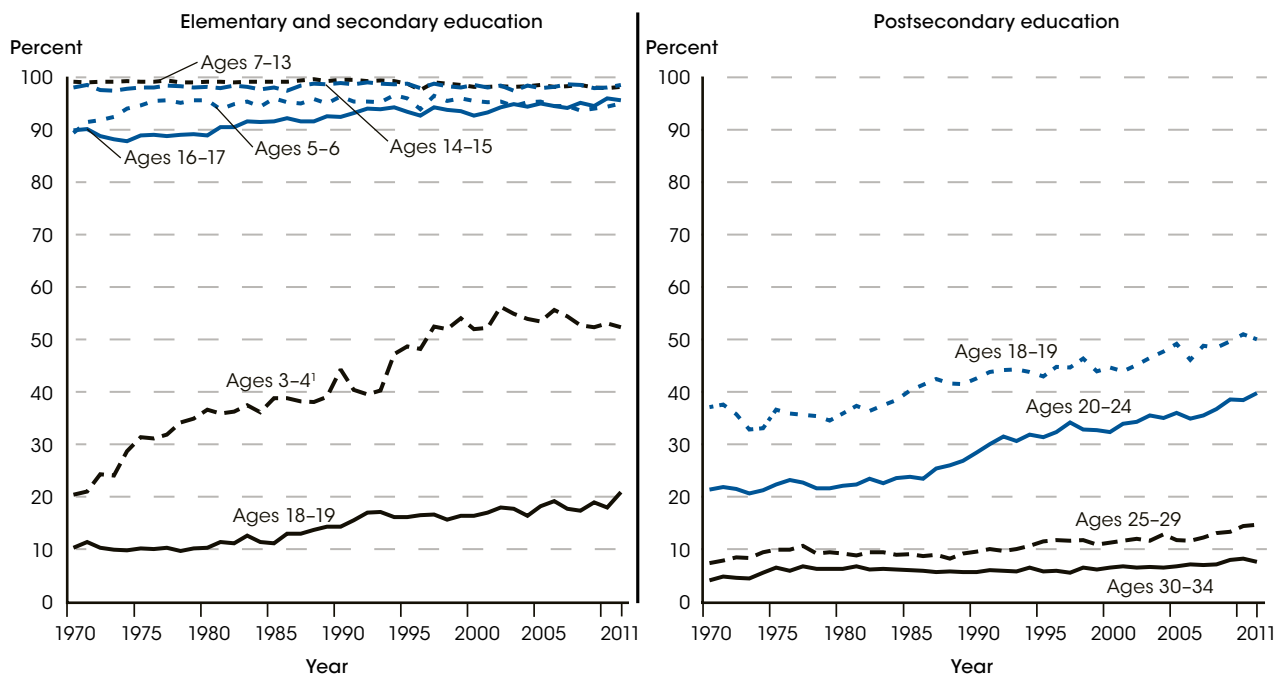 Elementary and secondary education
Percent
100
90
80
70
60
50
40
30
20
10
0
Ages 7–13
Ages 16–17
Ages 5–6
Ages 14–15
Ages 3–4¹
Ages 18–19
1970 1975 1980 1985 1990 1995 2000 2005 2011
Year
Postsecondary education
Percent
100
90
80
70
60
50
40
30
20
10
0
Ages 18–19
Ages 20–24
Ages 25–29
Ages 30–34
1970 1975 1980 1985 1990 1995 2000 2005 2011
Year